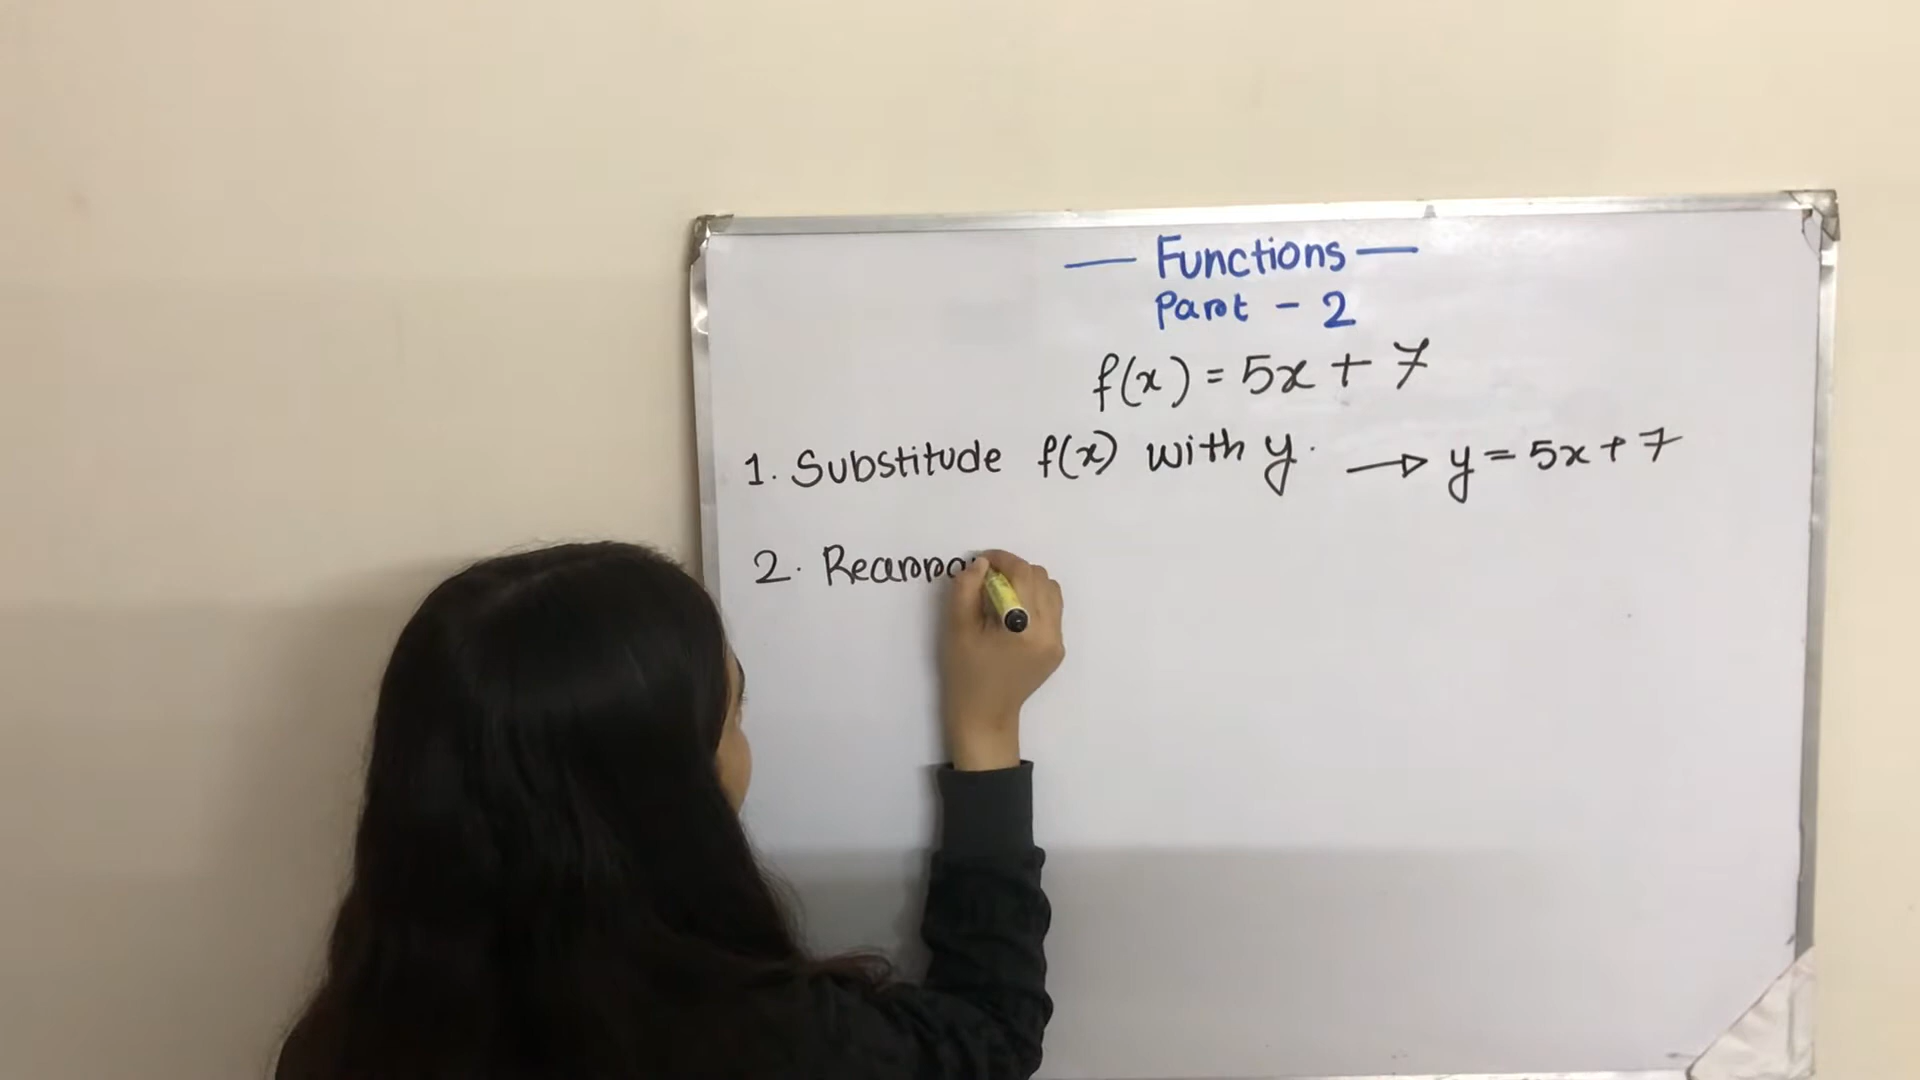 — Functions —
Part - 2
f(x) = 5x + 7
1. Substitude f(x) with y. → y = 5x + 7
2. Rearra